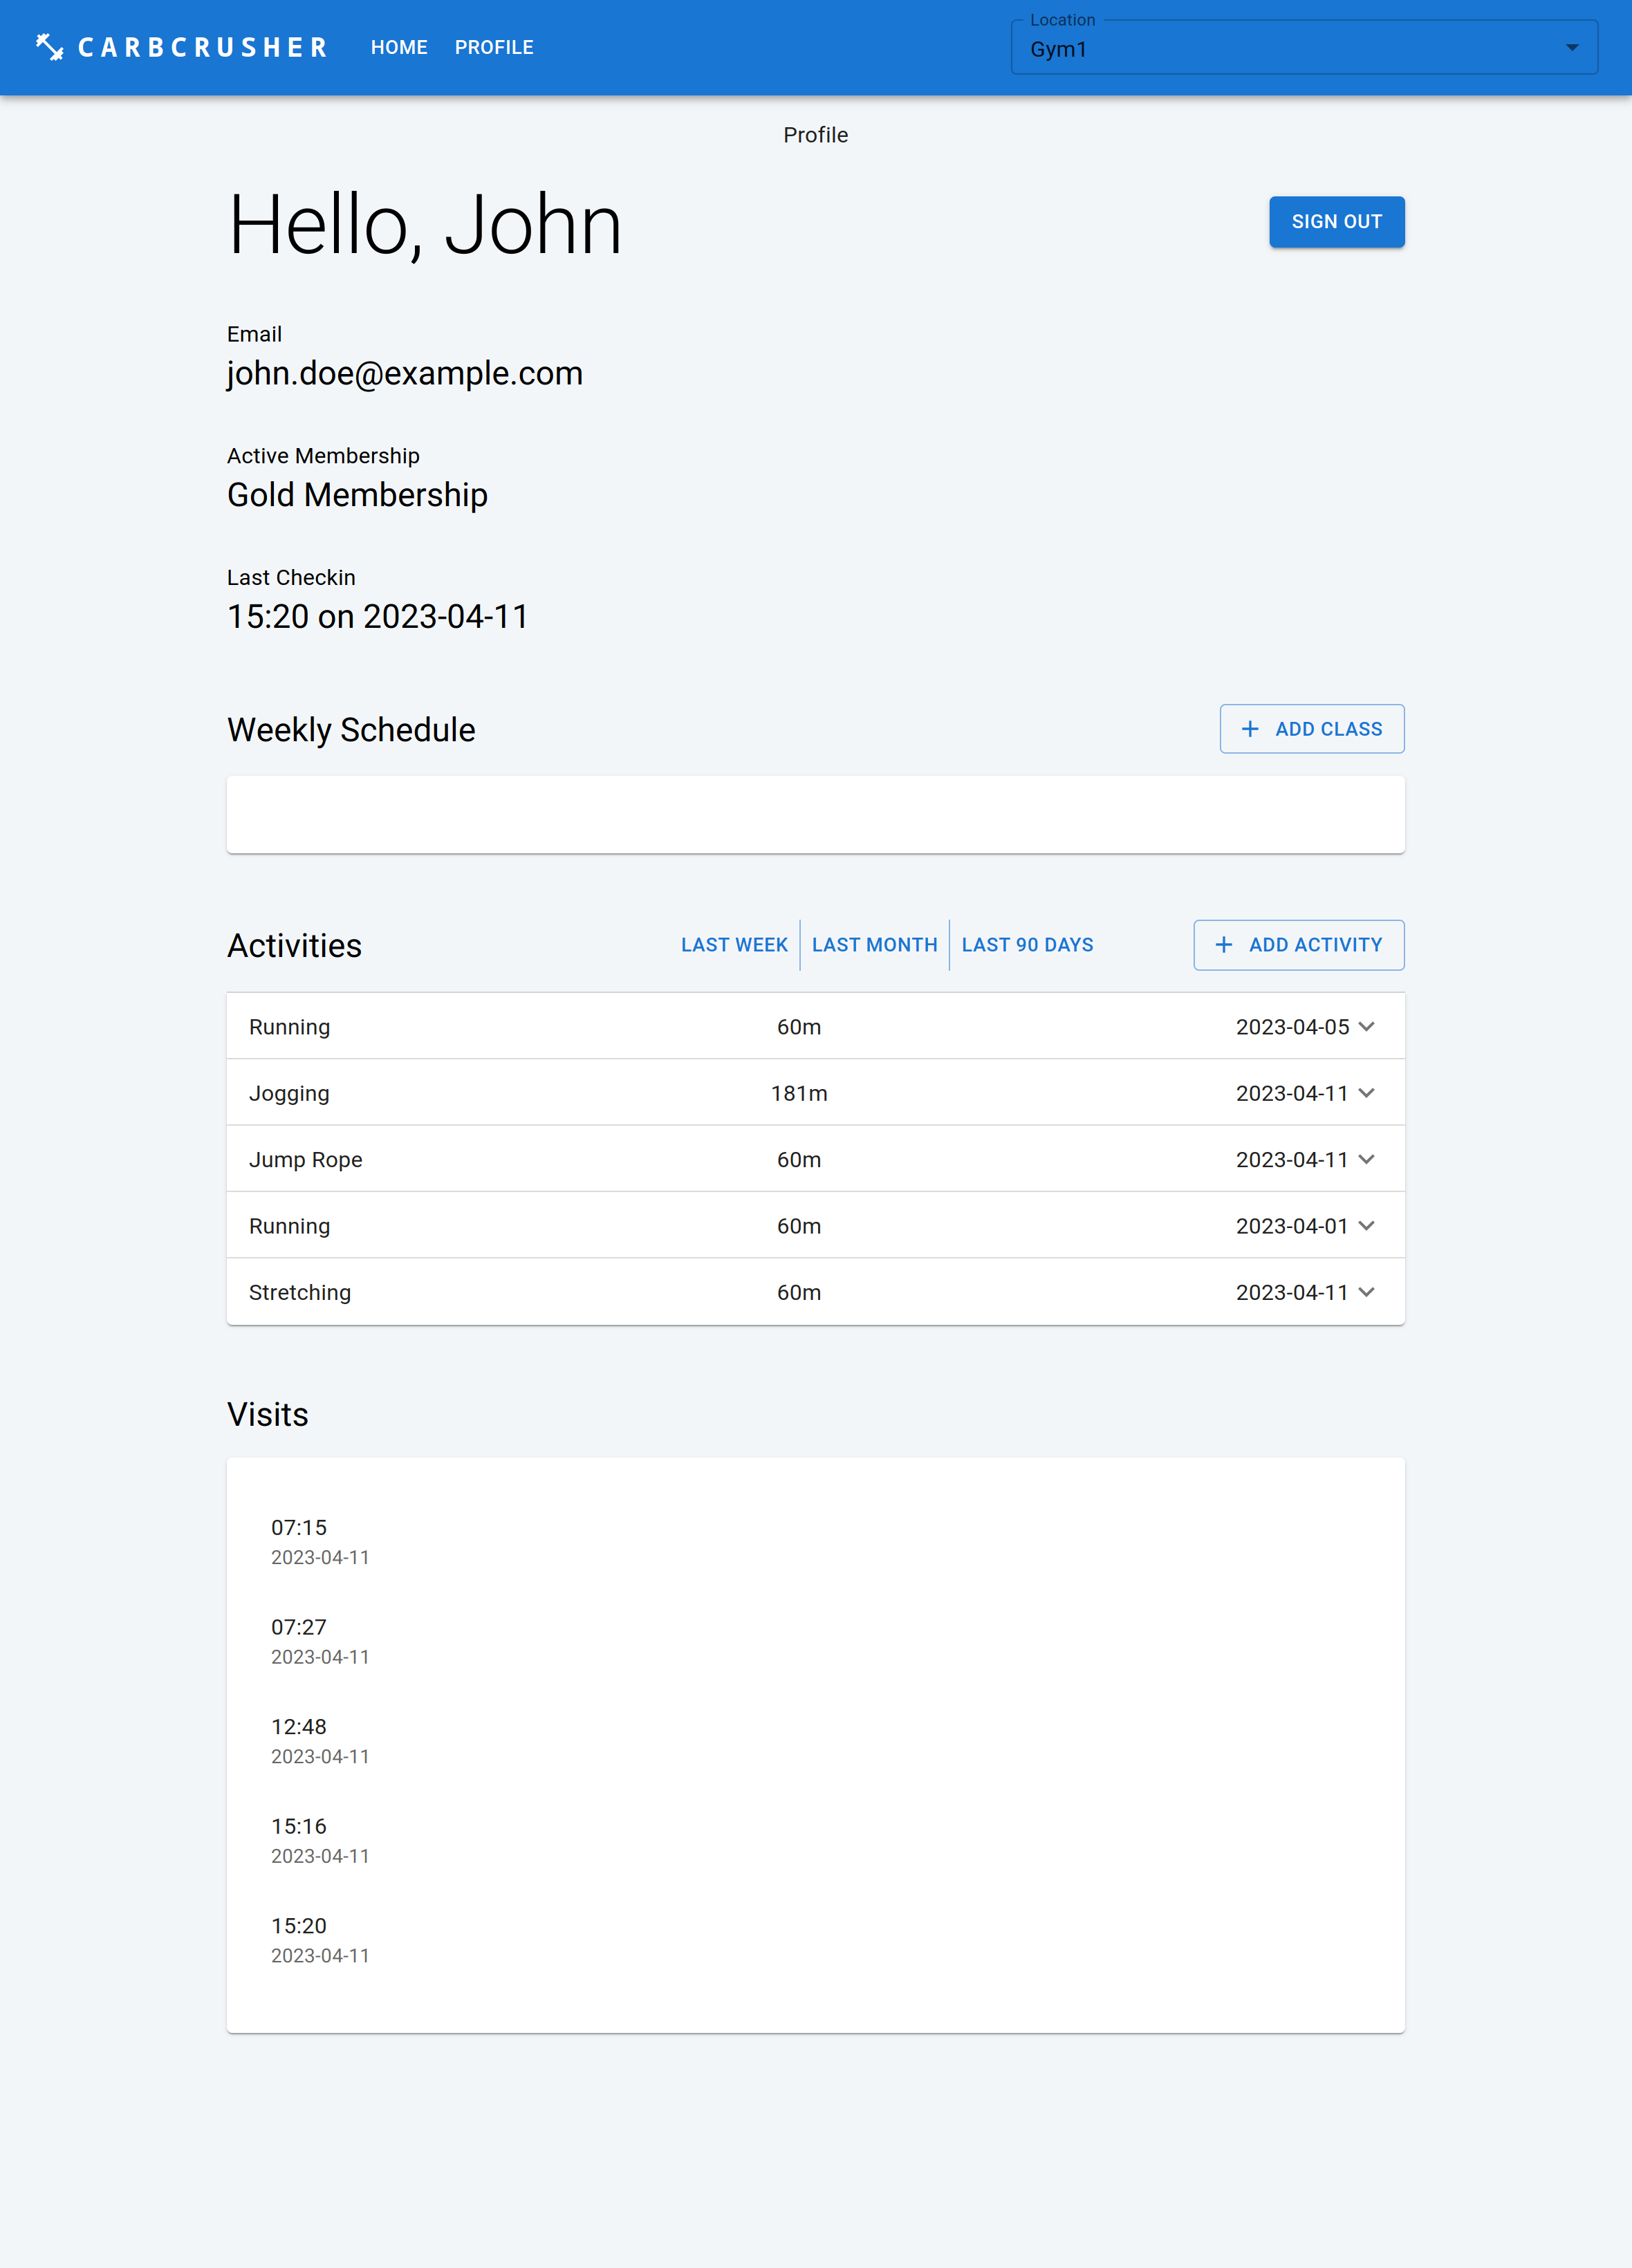 CARBCRUSHER HOME PROFILE
Location
Gym1
Profile
Hello, John
SIGN OUT
Email
john.doe@example.com
Active Membership
Gold Membership
Last Checkin
15:20 on 2023-04-11
Weekly Schedule
+ ADD CLASS
Activities
LAST WEEK LAST MONTH LAST 90 DAYS
+ ADD ACTIVITY
Running 60m 2023-04-05
Jogging 181m 2023-04-11
Jump Rope 60m 2023-04-11
Running 60m 2023-04-01
Stretching 60m 2023-04-11
Visits
07:15
2023-04-11
07:27
2023-04-11
12:48
2023-04-11
15:16
2023-04-11
15:20
2023-04-11